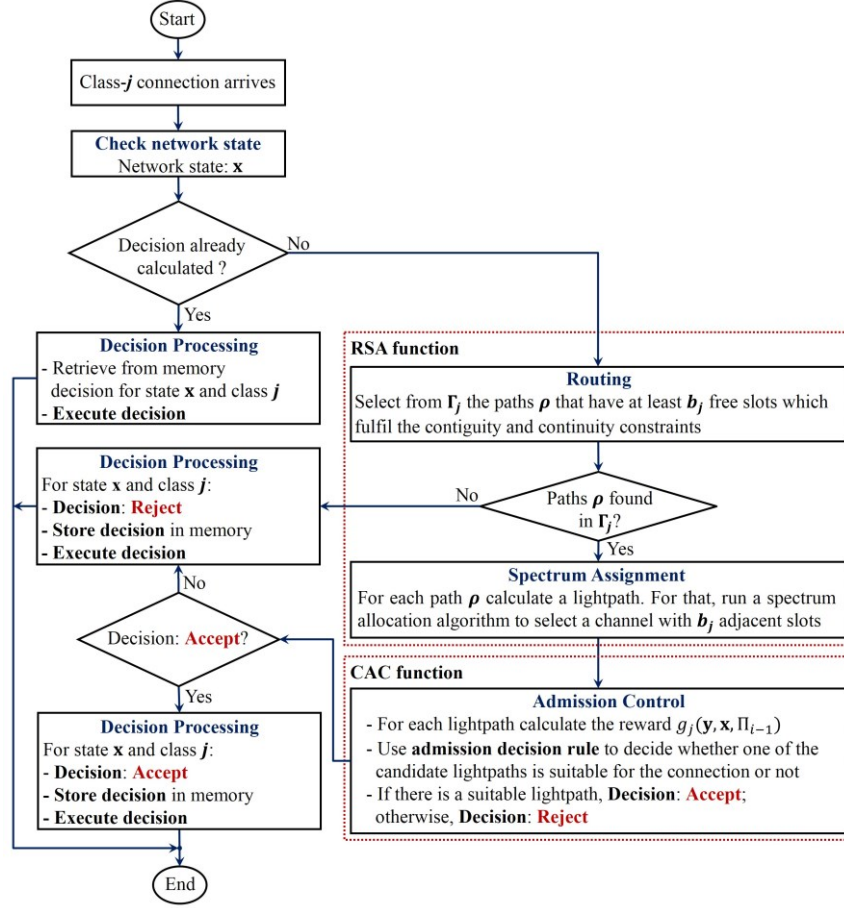 Start
Class-j connection arrives
Check network state
Network state: x
Decision already
calculated ?
No
Yes
Decision Processing
- Retrieve from memory
decision for state x and class j
- Execute decision
RSA function
Routing
Select from Γj the paths ρ that have at least bj free slots which
fulfil the contiguity and continuity constraints
Paths ρ found
in Γj?
No
Yes
Decision Processing
For state x and class j:
- Decision: Reject
- Store decision in memory
- Execute decision
Spectrum Assignment
For each path ρ calculate a lightpath. For that, run a spectrum
allocation algorithm to select a channel with bj adjacent slots
CAC function
Admission Control
- For each lightpath calculate the reward gj(y, x, Πi−1)
- Use admission decision rule to decide whether one of the
candidate lightpaths is suitable for the connection or not
- If there is a suitable lightpath, Decision: Accept;
otherwise, Decision: Reject
No
Decision: Accept?
Yes
Decision Processing
For state x and class j:
- Decision: Accept
- Store decision in memory
- Execute decision
End